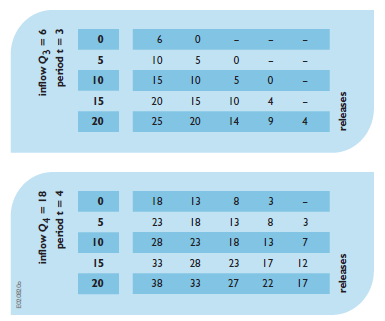 inflow Q3 = 6
period t = 3
0 6 0 – – –
5 10 5 0 – –
10 15 10 5 0 –
15 20 15 10 4 –
20 25 20 14 9 4
releases
inflow Q4 = 18
period t = 4
0 18 13 8 3 –
5 23 18 13 8 3
10 28 23 18 13 7
15 33 28 23 17 12
20 38 33 27 22 17
releases